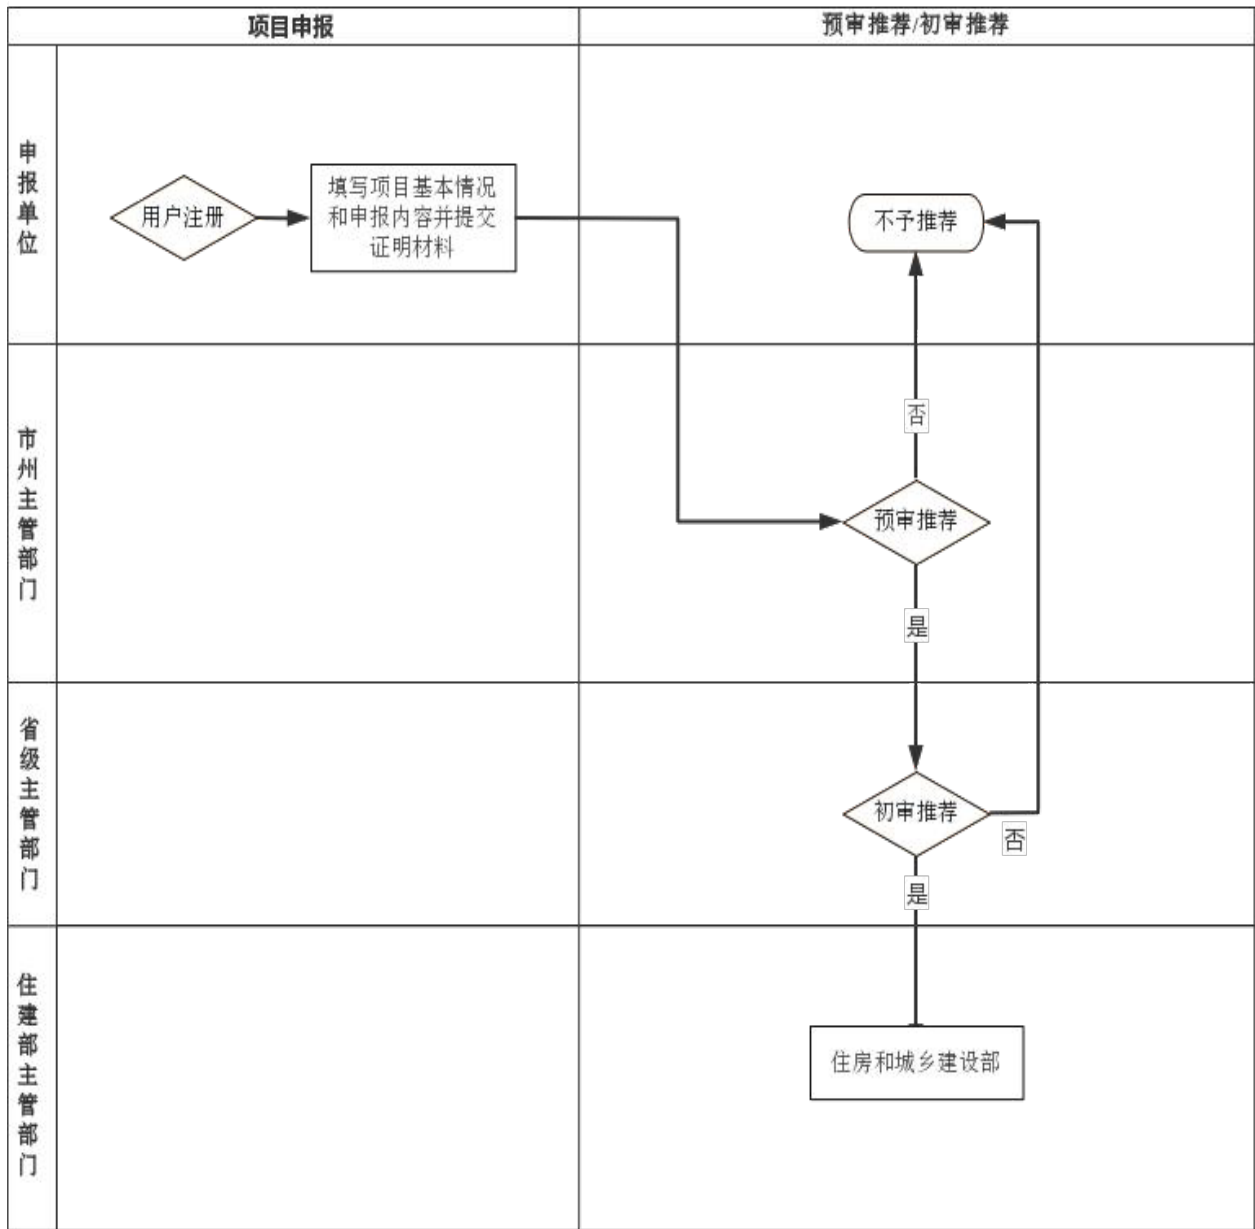 项目申报
预审推荐/初审推荐
申报单位
用户注册
填写项目基本情况
和申报内容并提交
证明材料
不予推荐
市州主管部门
否
预审推荐
是
省级主管部门
初审推荐
否
是
住建部主管部门
住房和城乡建设部